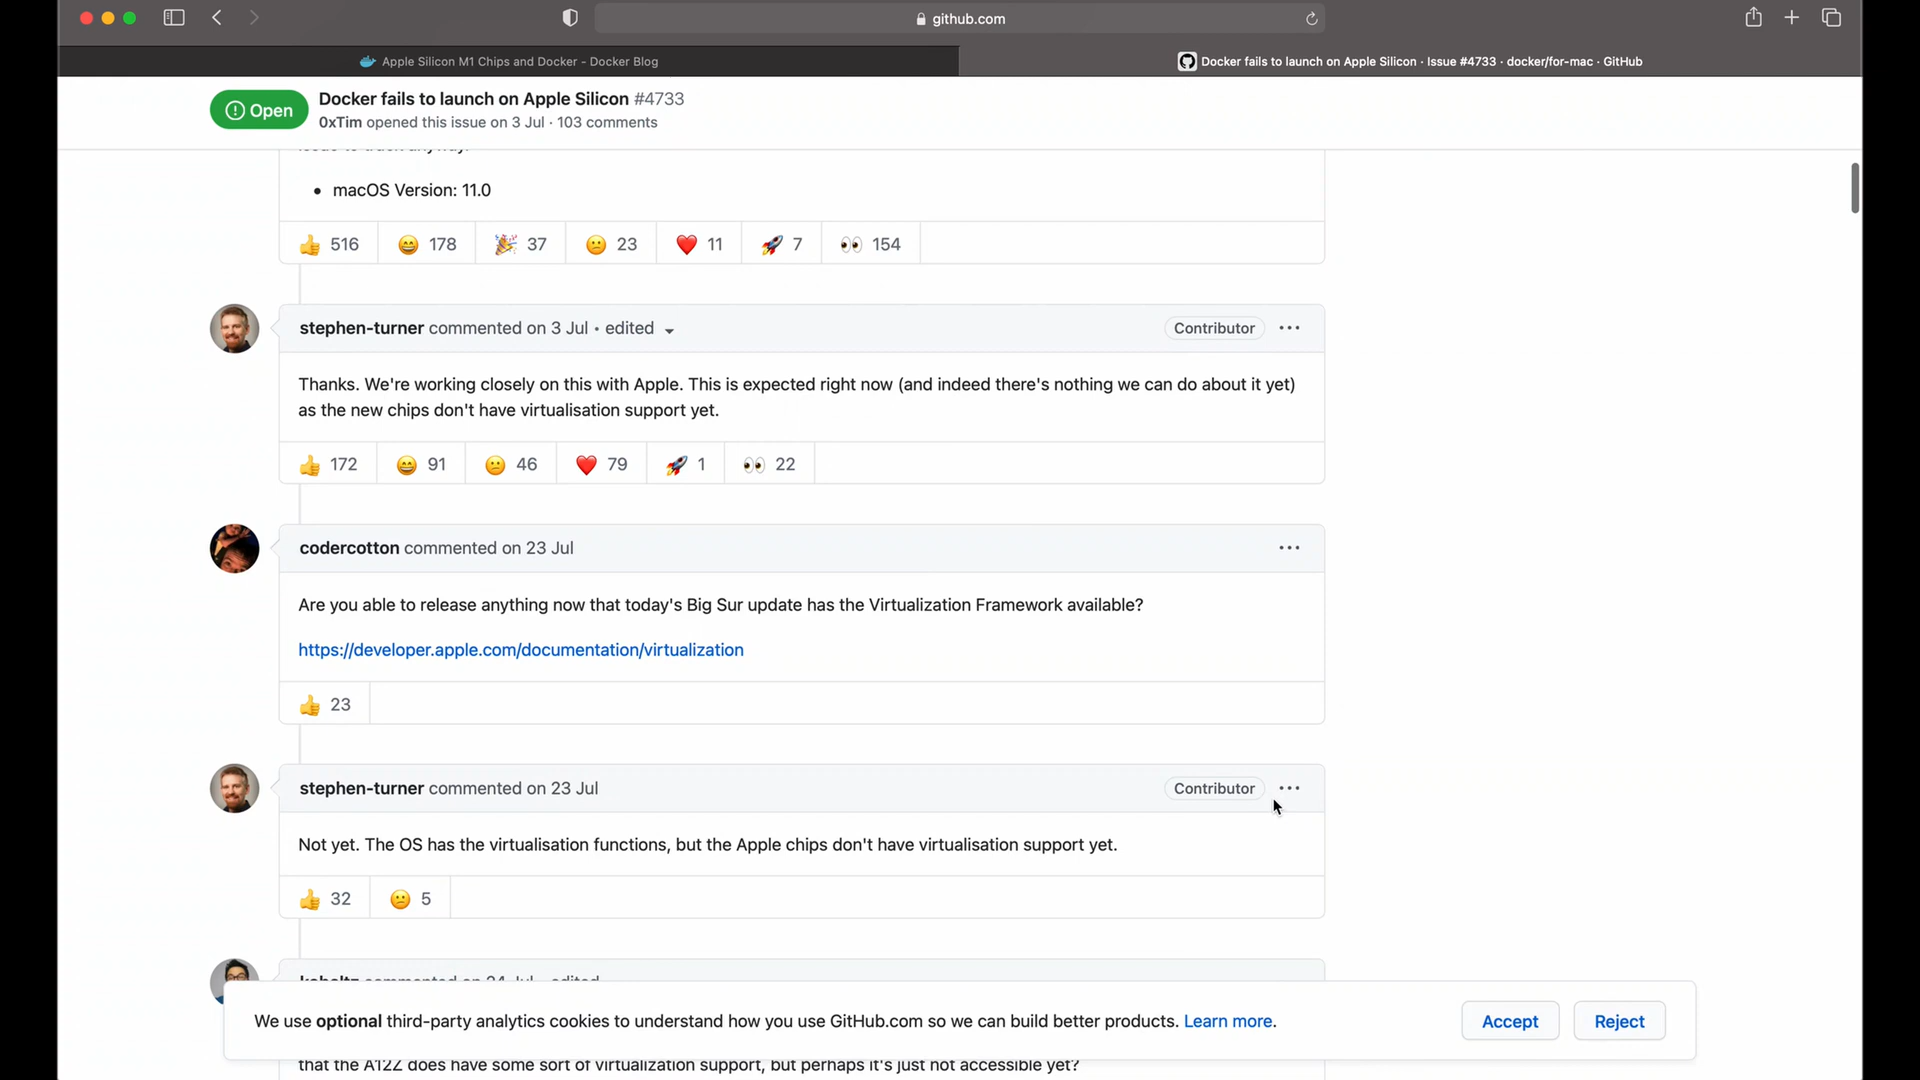 github.com
Apple Silicon M1 Chips and Docker - Docker Blog
Docker fails to launch on Apple Silicon · Issue #4733 · docker/for-mac · GitHub
Open
Docker fails to launch on Apple Silicon #4733
0xTim opened this issue on 3 Jul · 103 comments
• macOS Version: 11.0
516 178 37 23 11 7 154
stephen-turner commented on 3 Jul • edited
Contributor
Thanks. We're working closely on this with Apple. This is expected right now (and indeed there's nothing we can do about it yet)
as the new chips don't have virtualisation support yet.
172 91 46 79 1 22
codercotton commented on 23 Jul
Are you able to release anything now that today's Big Sur update has the Virtualization Framework available?
https://developer.apple.com/documentation/virtualization
23
stephen-turner commented on 23 Jul
Contributor
Not yet. The OS has the virtualisation functions, but the Apple chips don't have virtualisation support yet.
32 5
commented on 24 Jul • edited
We use optional third-party analytics cookies to understand how you use GitHub.com so we can build better products. Learn more.
Accept
Reject
that the A12Z does have some sort of virtualization support, but perhaps it's just not accessible yet?